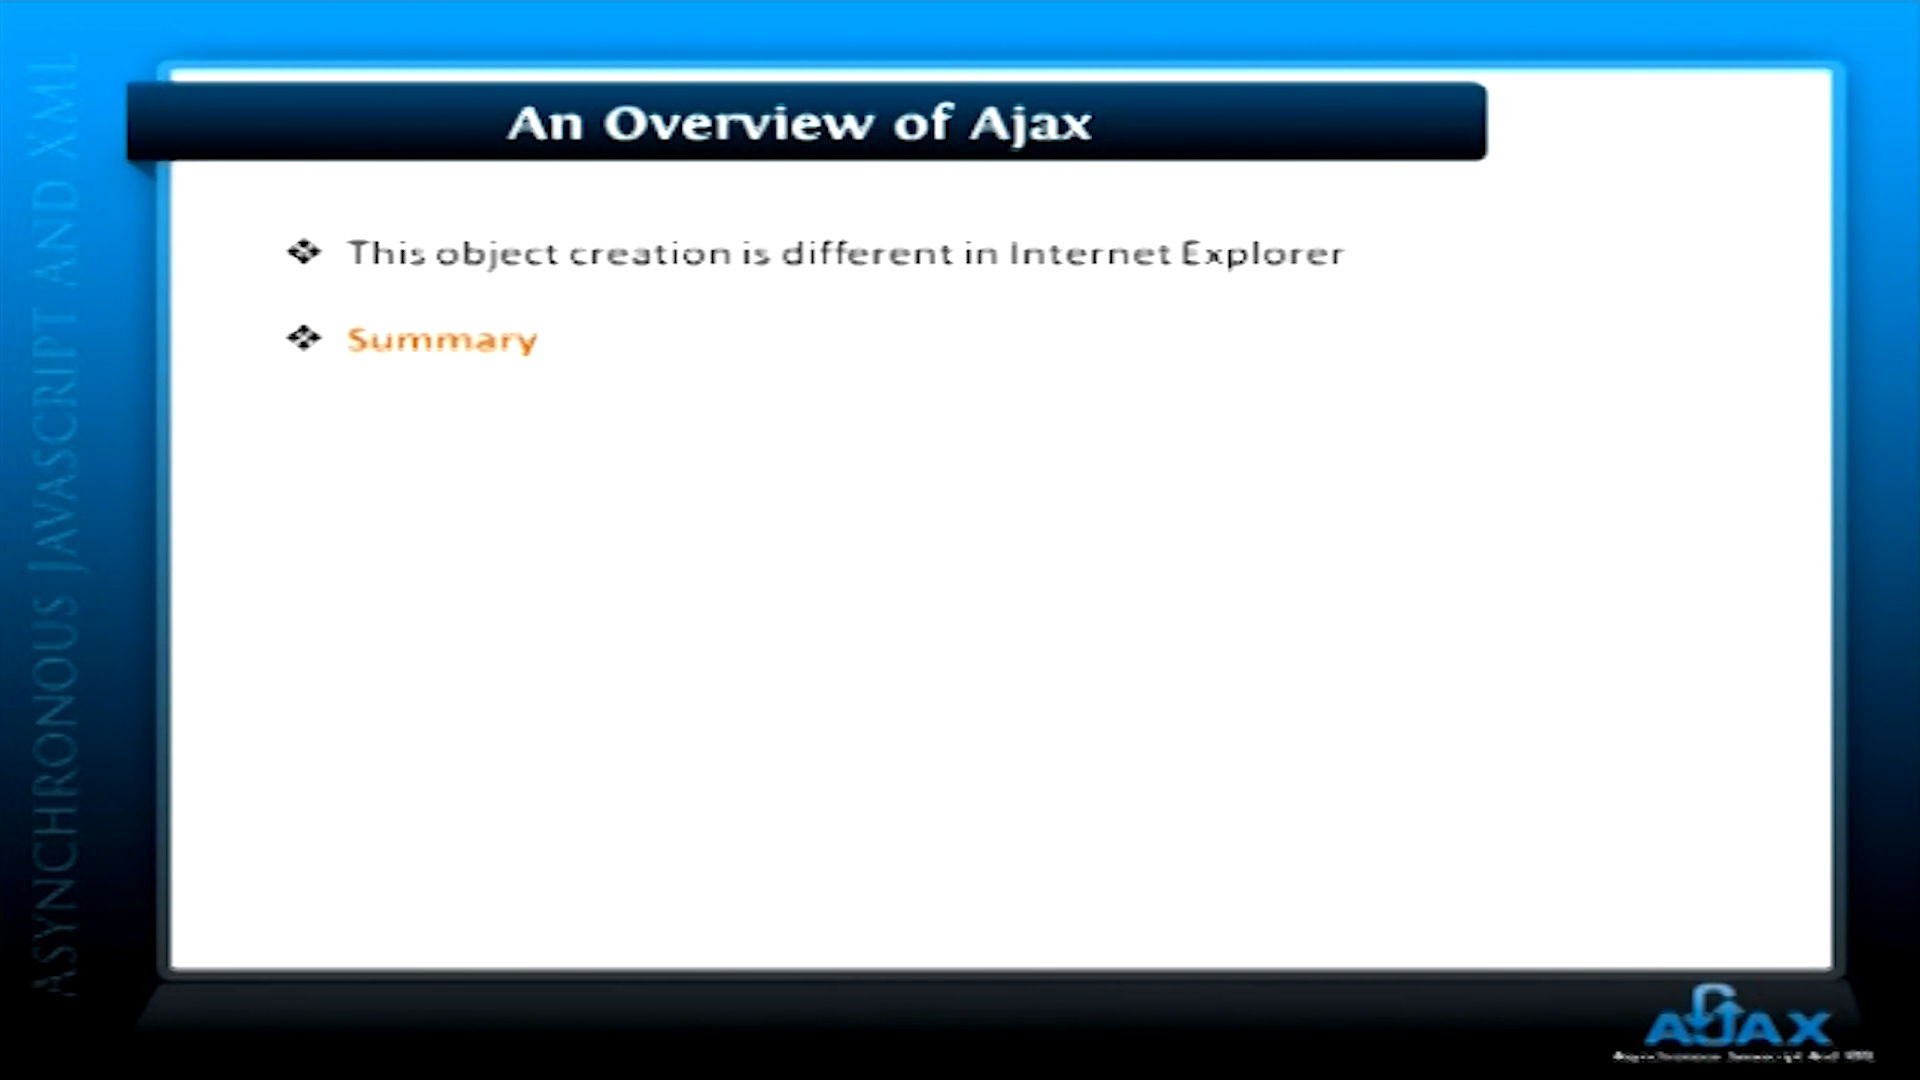 An Overview of Ajax
This object creation is different in Internet Explorer
Summary
ASYNCHRONOUS JAVASCRIPT AND XML
AJAX